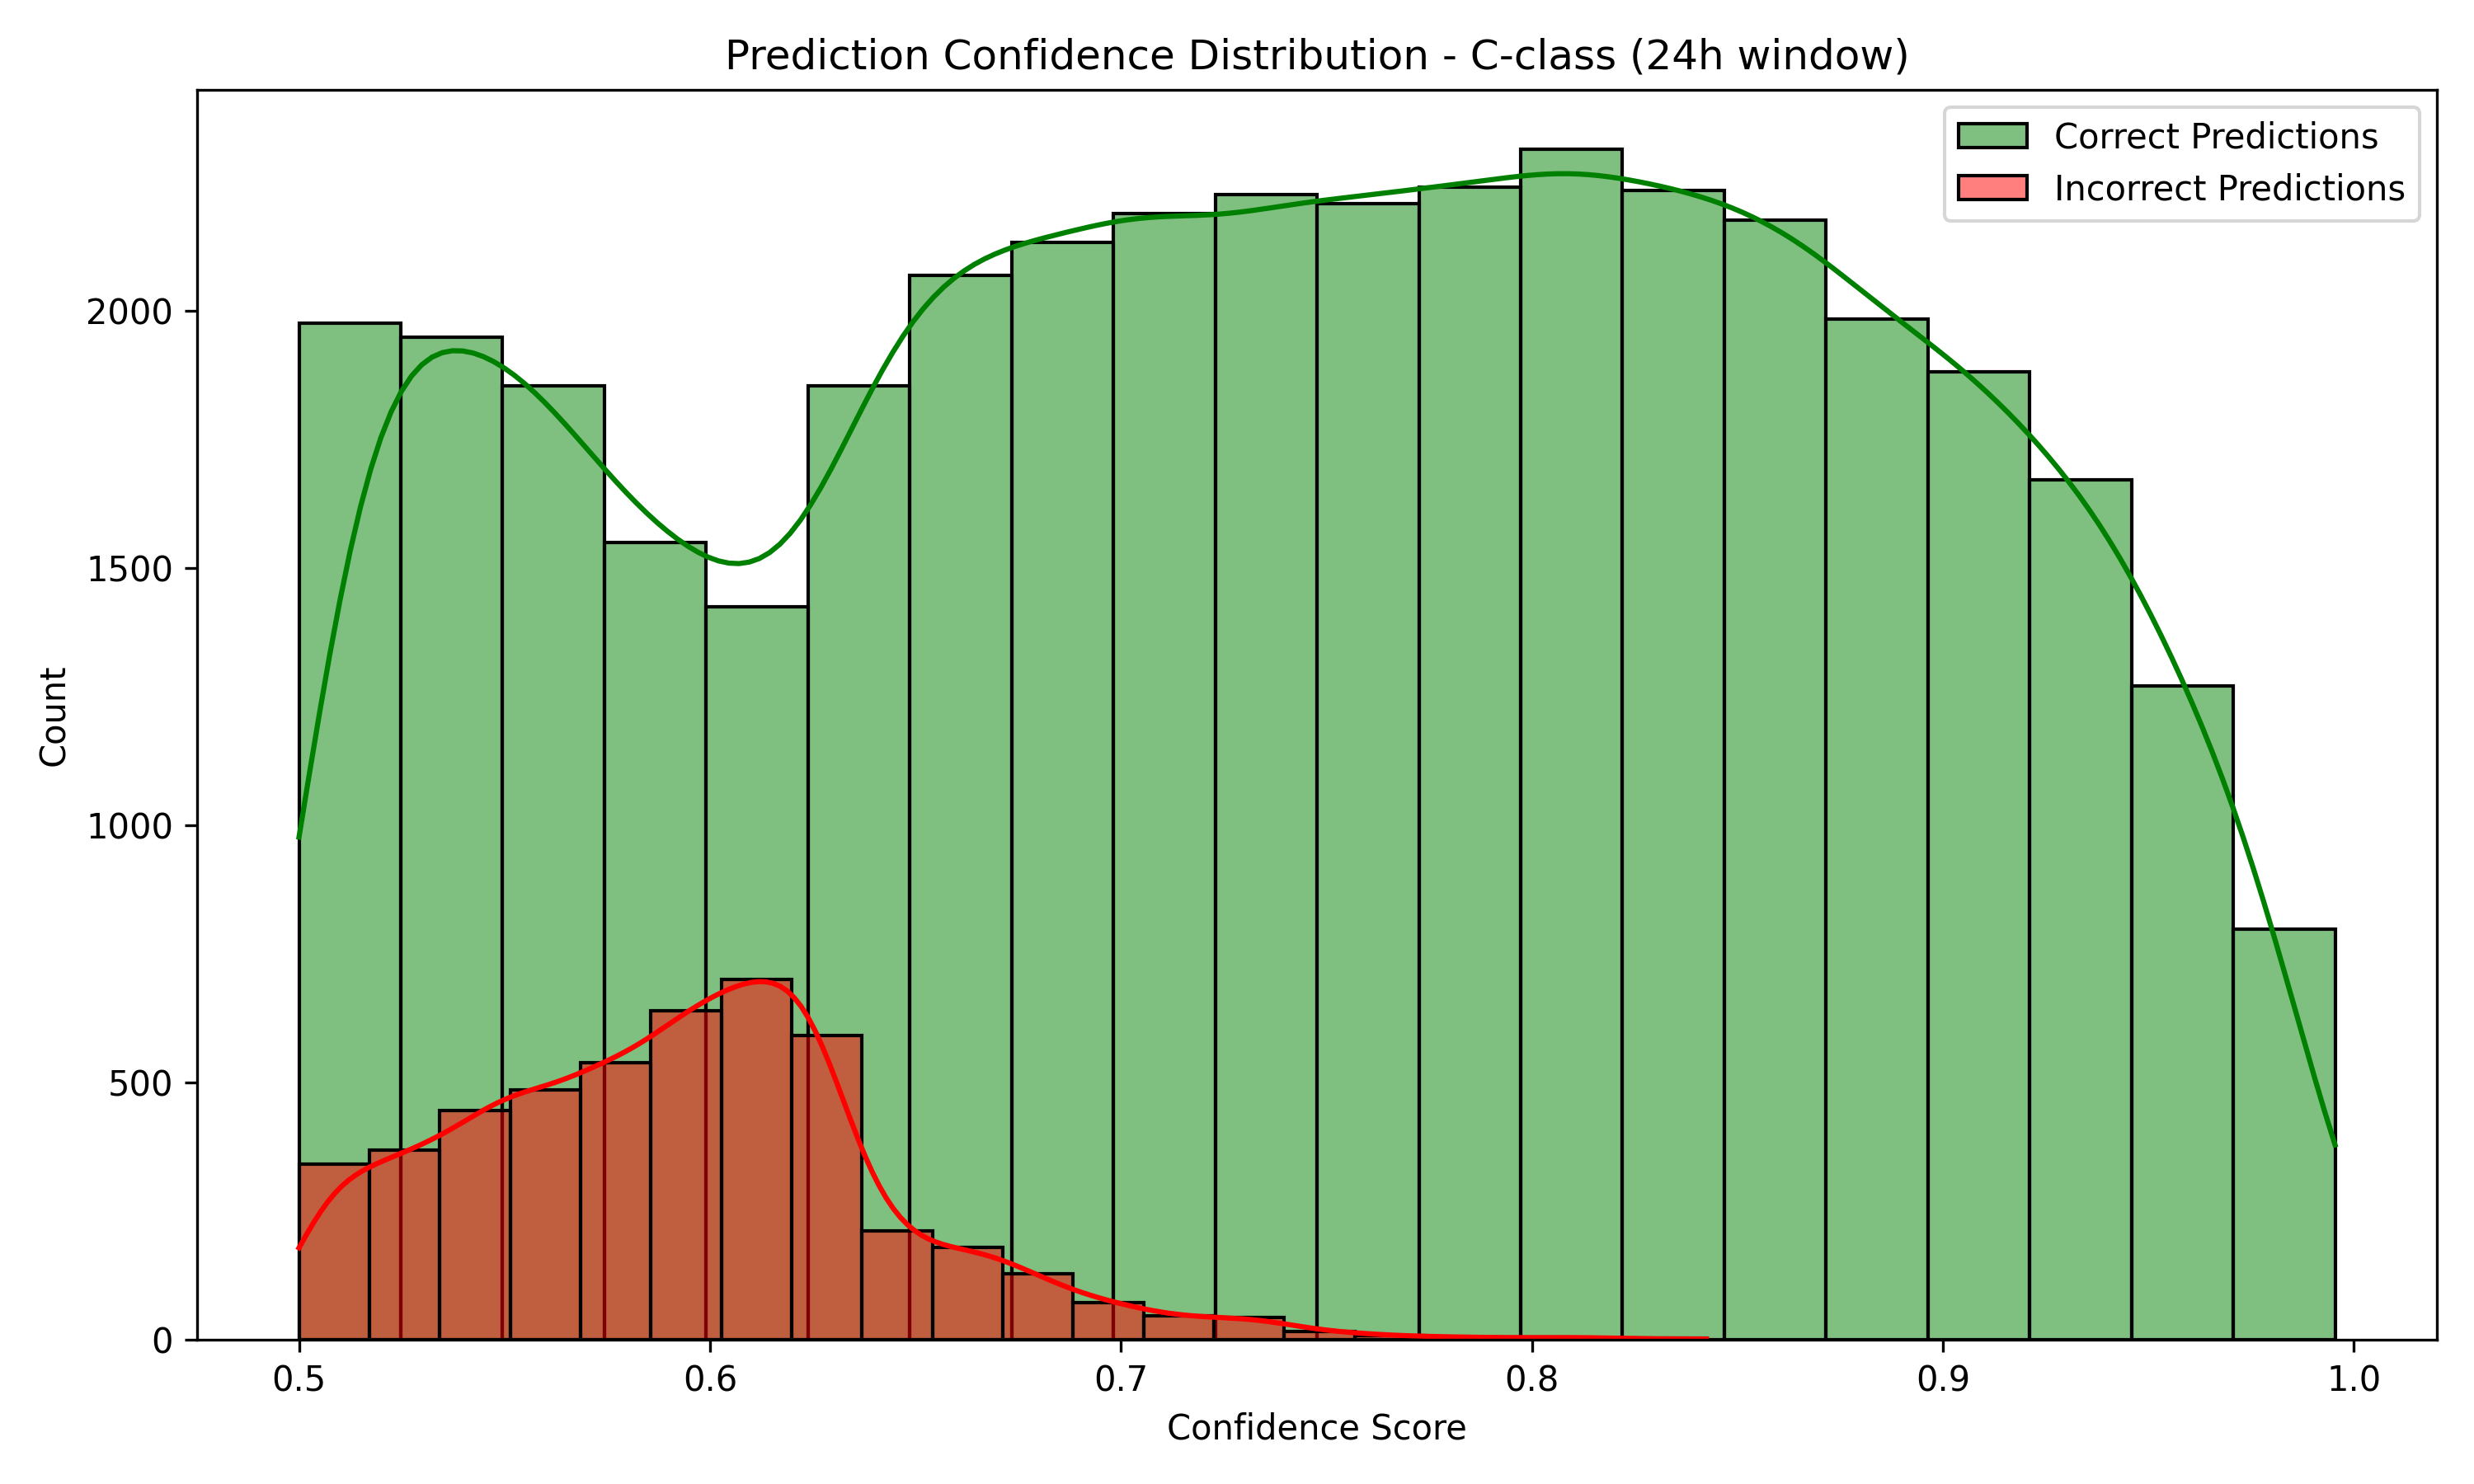 Prediction Confidence Distribution - C-class (24h window)
Correct Predictions
Incorrect Predictions
Count
2000
1500
1000
500
0
0.5 0.6 0.7 0.8 0.9 1.0
Confidence Score